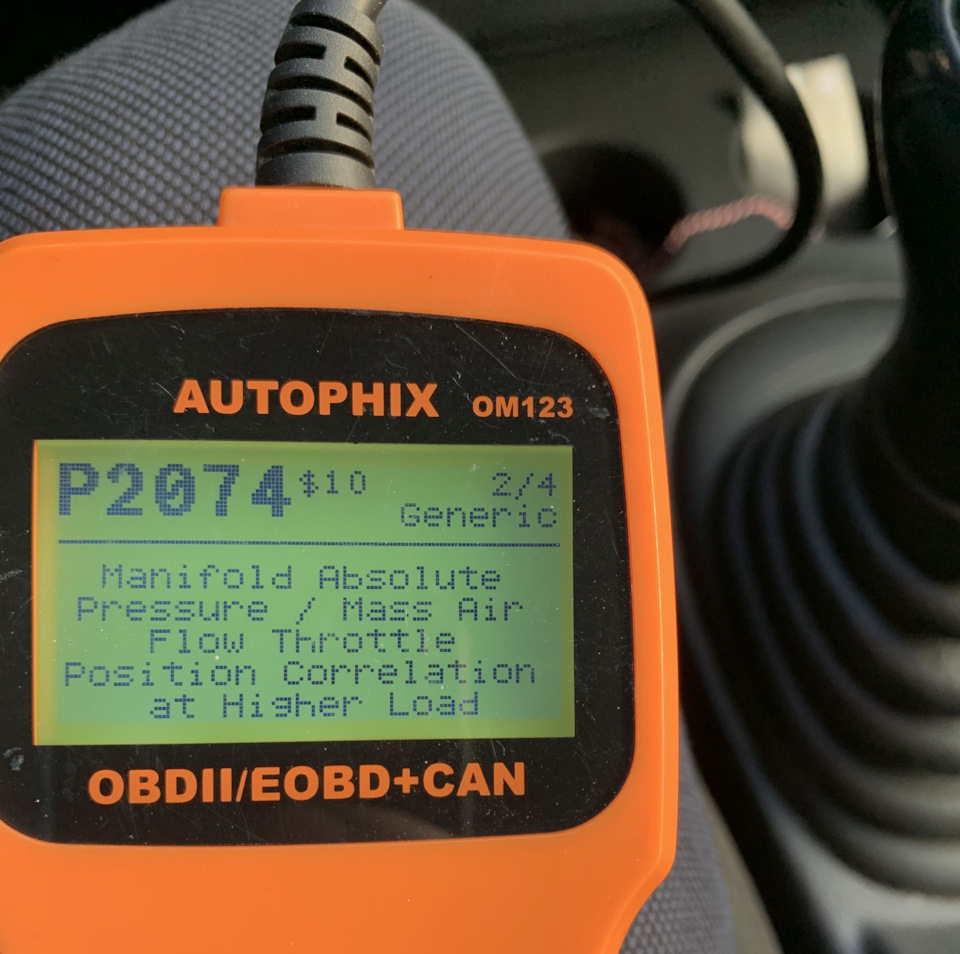 AUTOPHIX OM123
P2074 $10 2/4
Generic
Manifold Absolute
Pressure / Mass Air
Flow Throttle
Position Correlation
at Higher Load
OBDII/EOBD+CAN